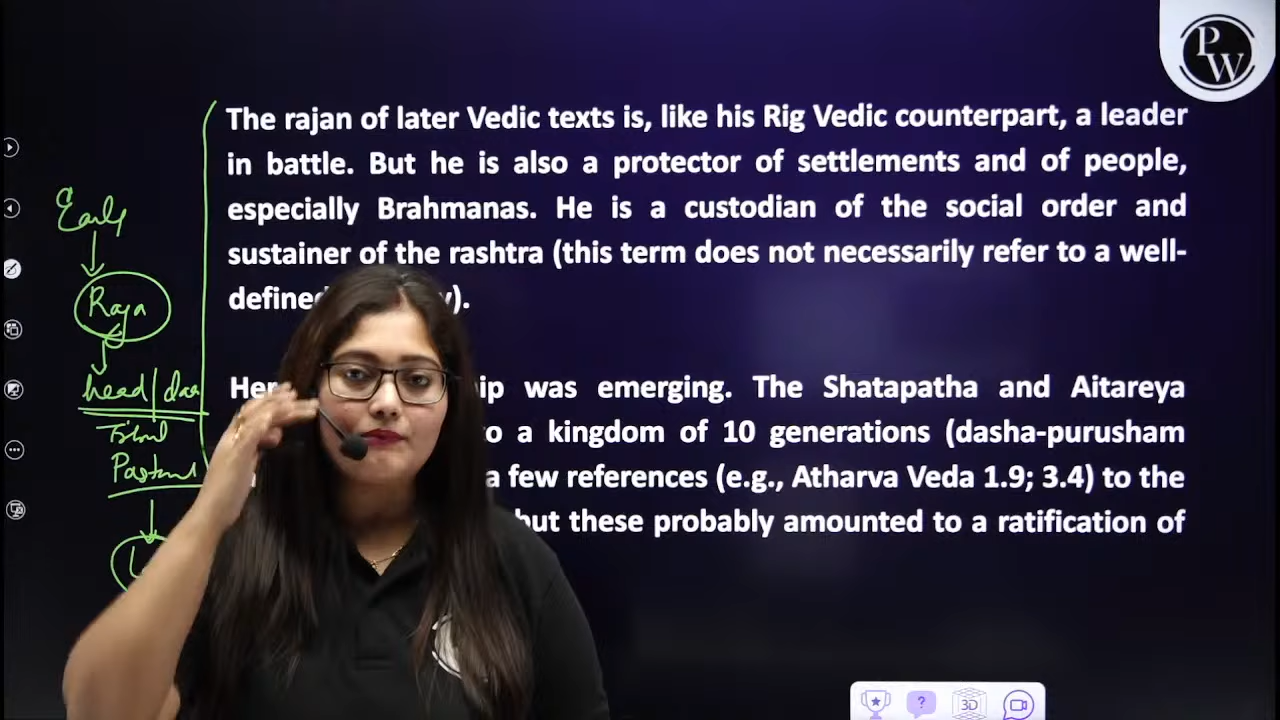 PW
The rajan of later Vedic texts is, like his Rig Vedic counterpart, a leader
in battle. But he is also a protector of settlements and of people,
especially Brahmanas. He is a custodian of the social order and
sustainer of the rashtra (this term does not necessarily refer to a well-
defined
was emerging. The Shatapatha and Aitareya
a kingdom of 10 generations (dasha-purusham
a few references (e.g., Atharva Veda 1.9; 3.4) to the
but these probably amounted to a ratification of
Early
Raja
head
Pastoral
?
3D